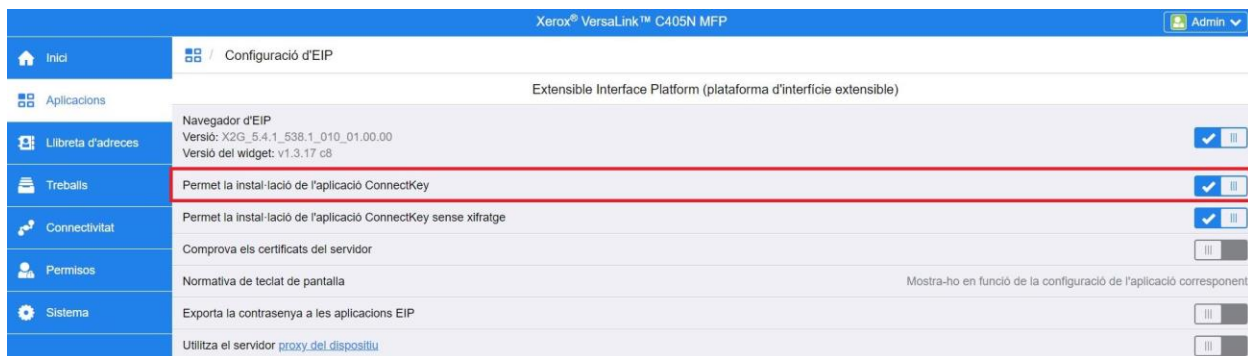 Xerox® VersaLink™ C405N MFP
Admin
Inici
/ Configuració d'EIP
Extensible Interface Platform (plataforma d'interfície extensible)
Aplicacions
Navegador d'EIP
Versió: X2G_5.4.1_538.1_010_01.00.00
Versió del widget: v1.3.17 c8
Llibreta d'adreces
Treballs
Permet la instal·lació de l'aplicació ConnectKey
Permet la instal·lació de l'aplicació ConnectKey sense xifratge
Connectivitat
Comprova els certificats del servidor
Permisos
Normativa de teclat de pantalla
Mostra-ho en funció de la configuració de l'aplicació corresponent
Sistema
Exporta la contrasenya a les aplicacions EIP
Utilitza el servidor proxy del dispositiu